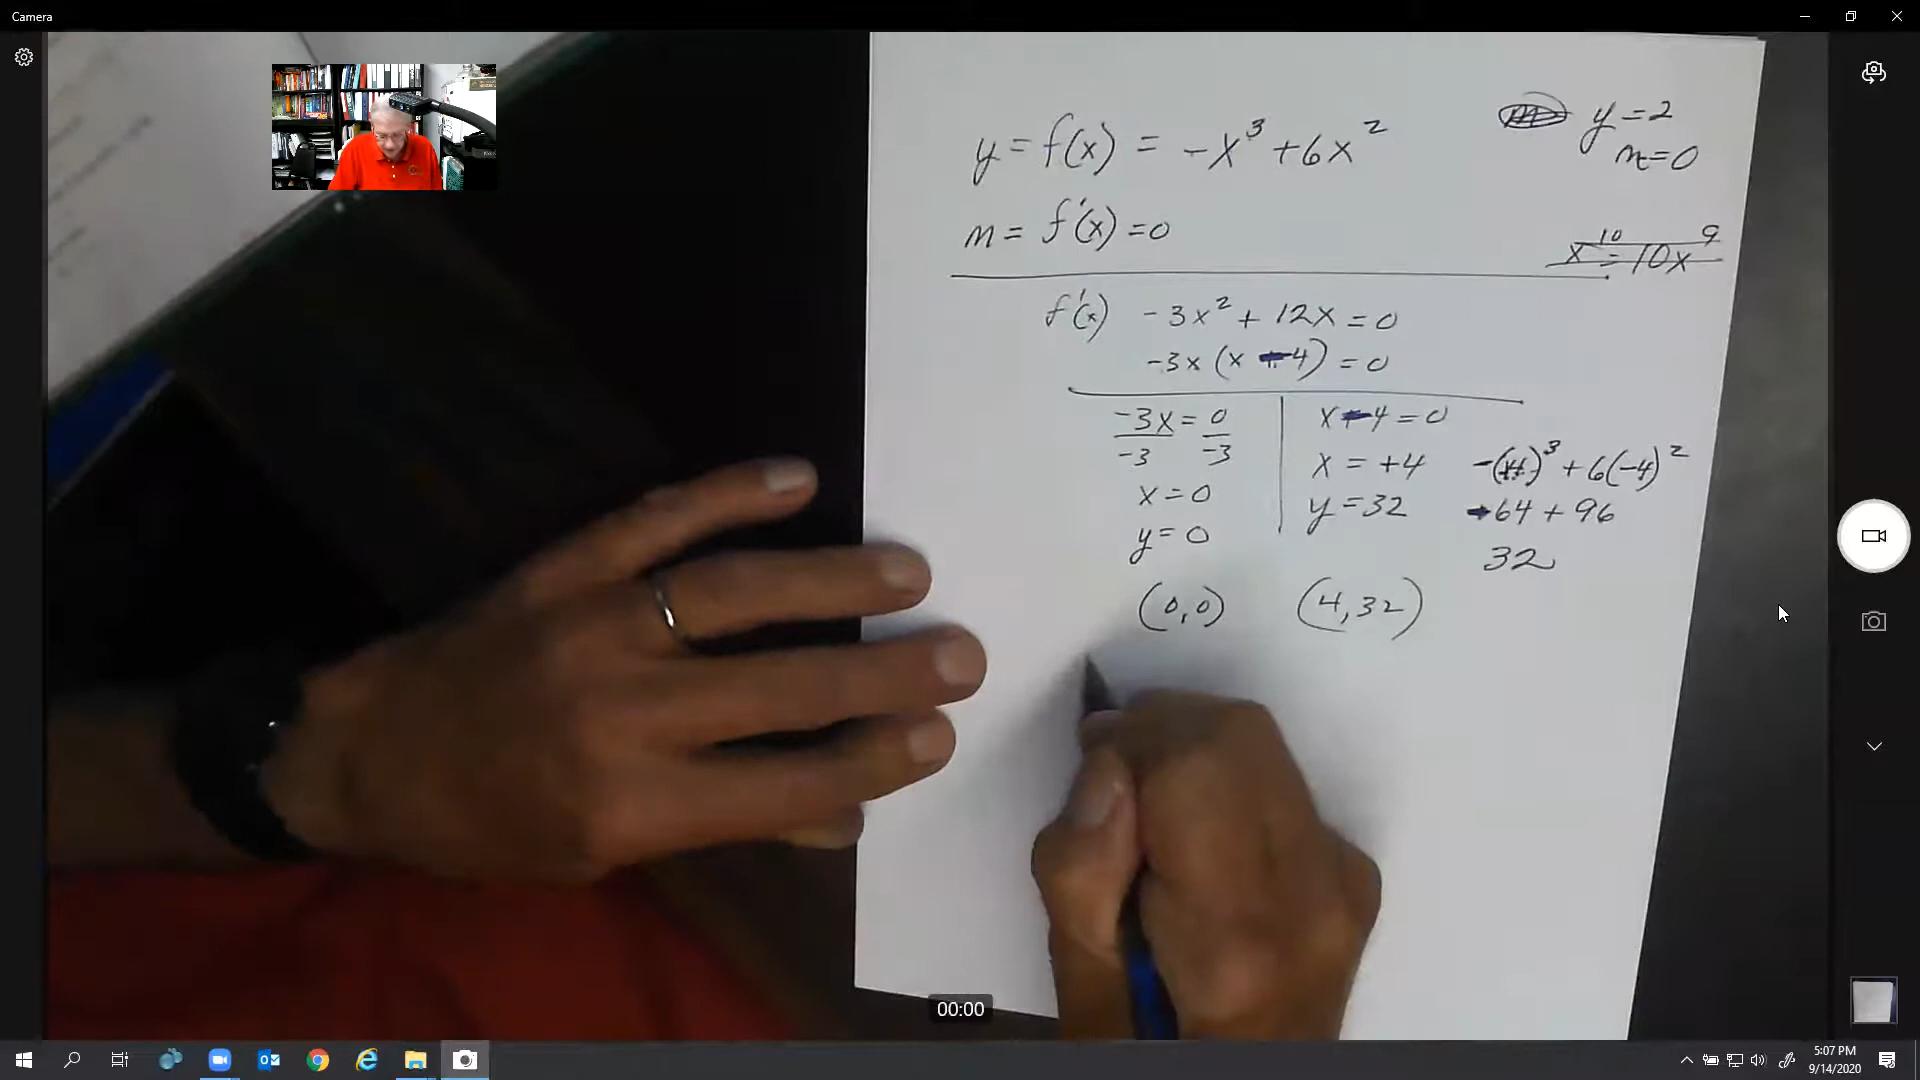 Camera
y = f(x) = -x³ + 6x²
y = 2
m = 0
m = f'(x) = 0
x¹⁰ = 10x⁹
f'(x) -3x² + 12x = 0
-3x (x - 4) = 0
-3x = 0
-3 -3
x = 0
y = 0
x - 4 = 0
x = +4
y = 32
-(4)³ + 6(-4)²
-64 + 96
32
(0,0) (4,32)
00:00
5:07 PM
9/14/2020